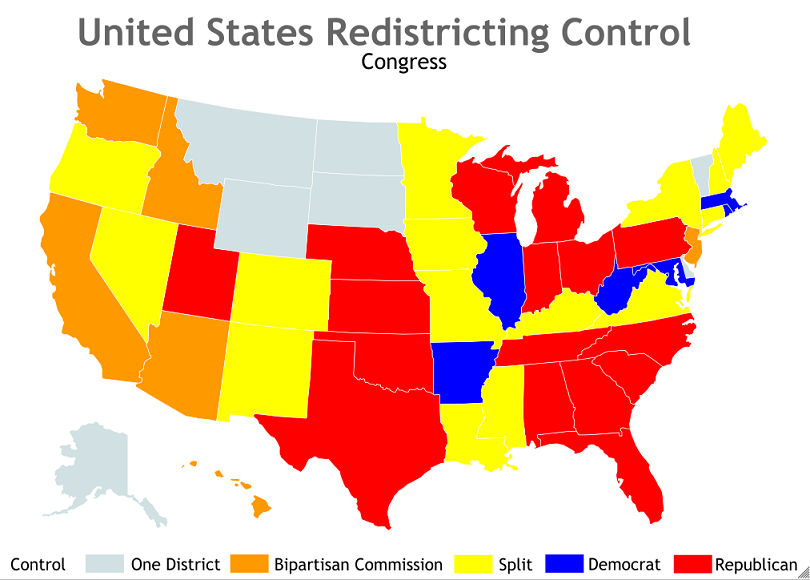 United States Redistricting Control
Congress
Control One District Bipartisan Commission Split Democrat Republican